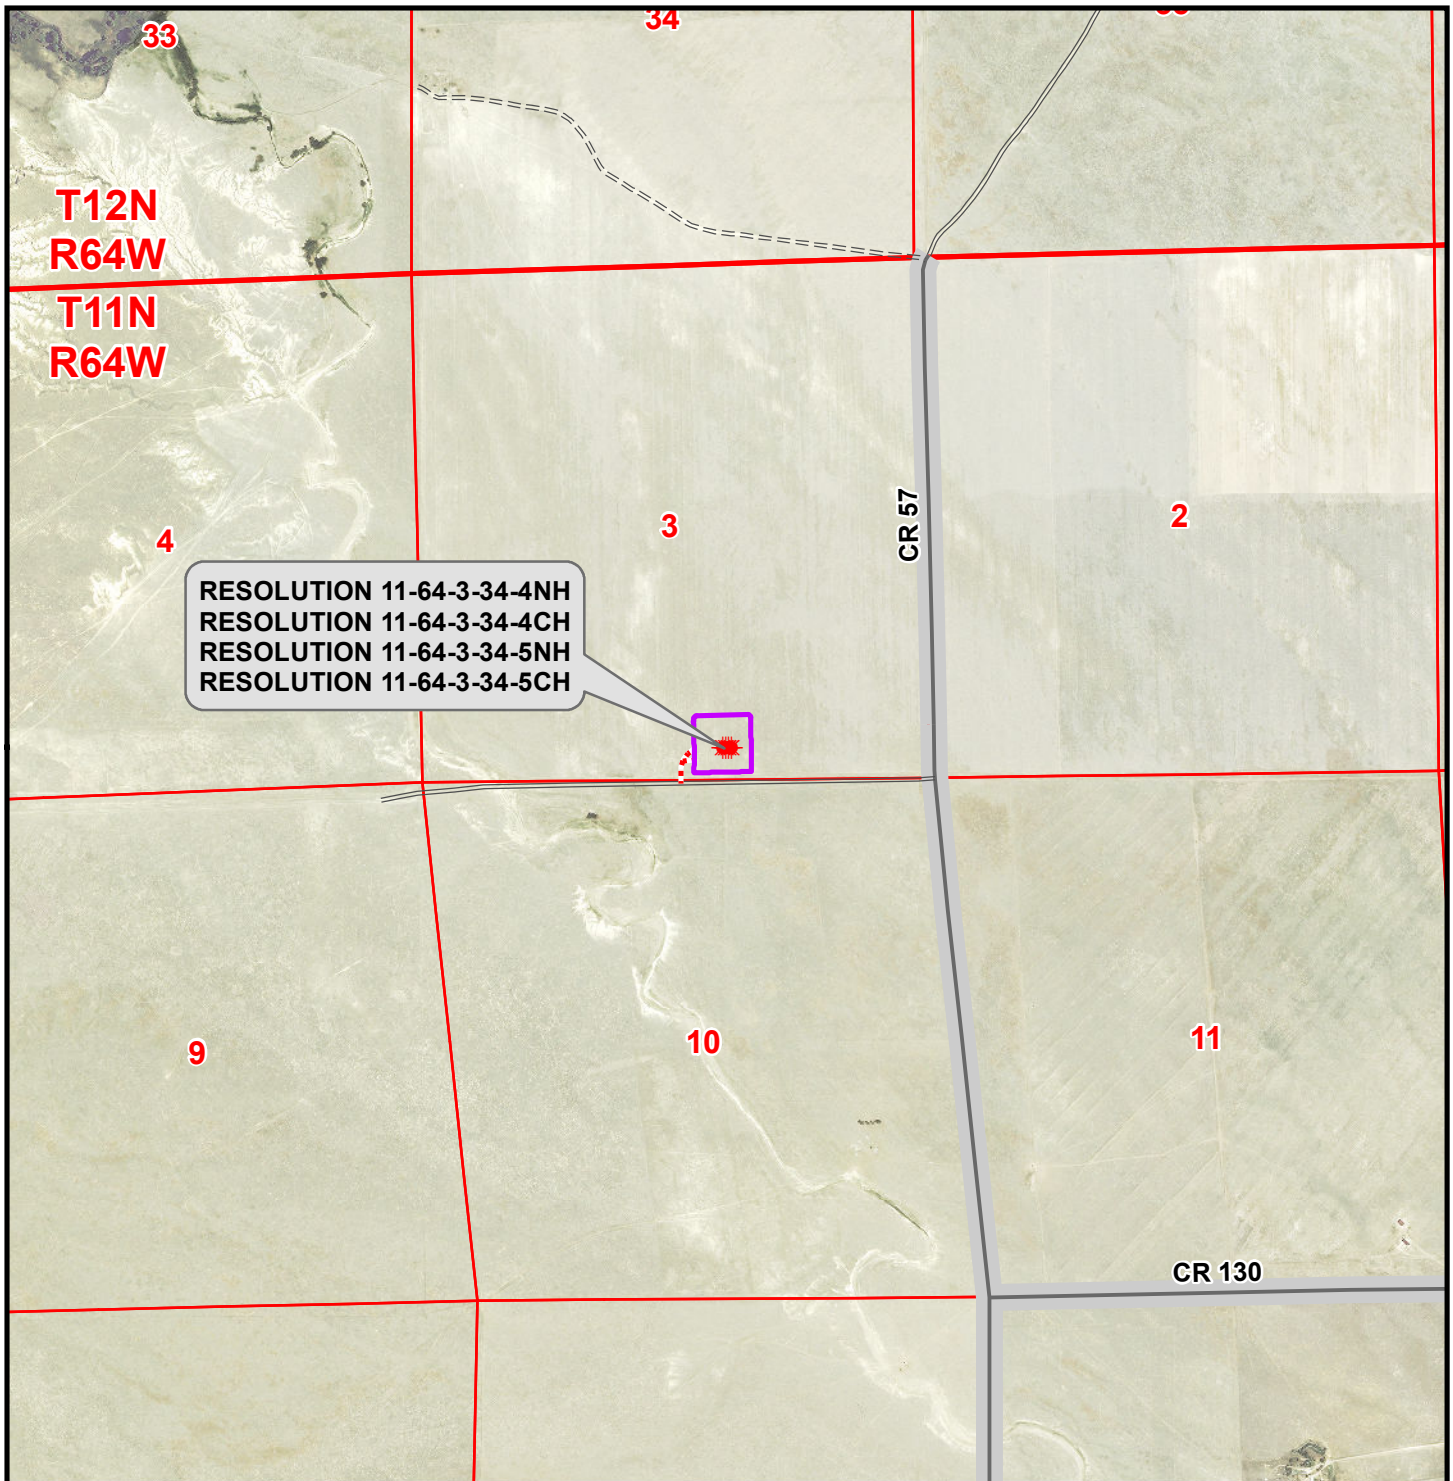 33
34
T12N
R64W
T11N
R64W
4
3
CR 57
2
RESOLUTION 11-64-3-34-4NH
RESOLUTION 11-64-3-34-4CH
RESOLUTION 11-64-3-34-5NH
RESOLUTION 11-64-3-34-5CH
9
10
11
CR 130